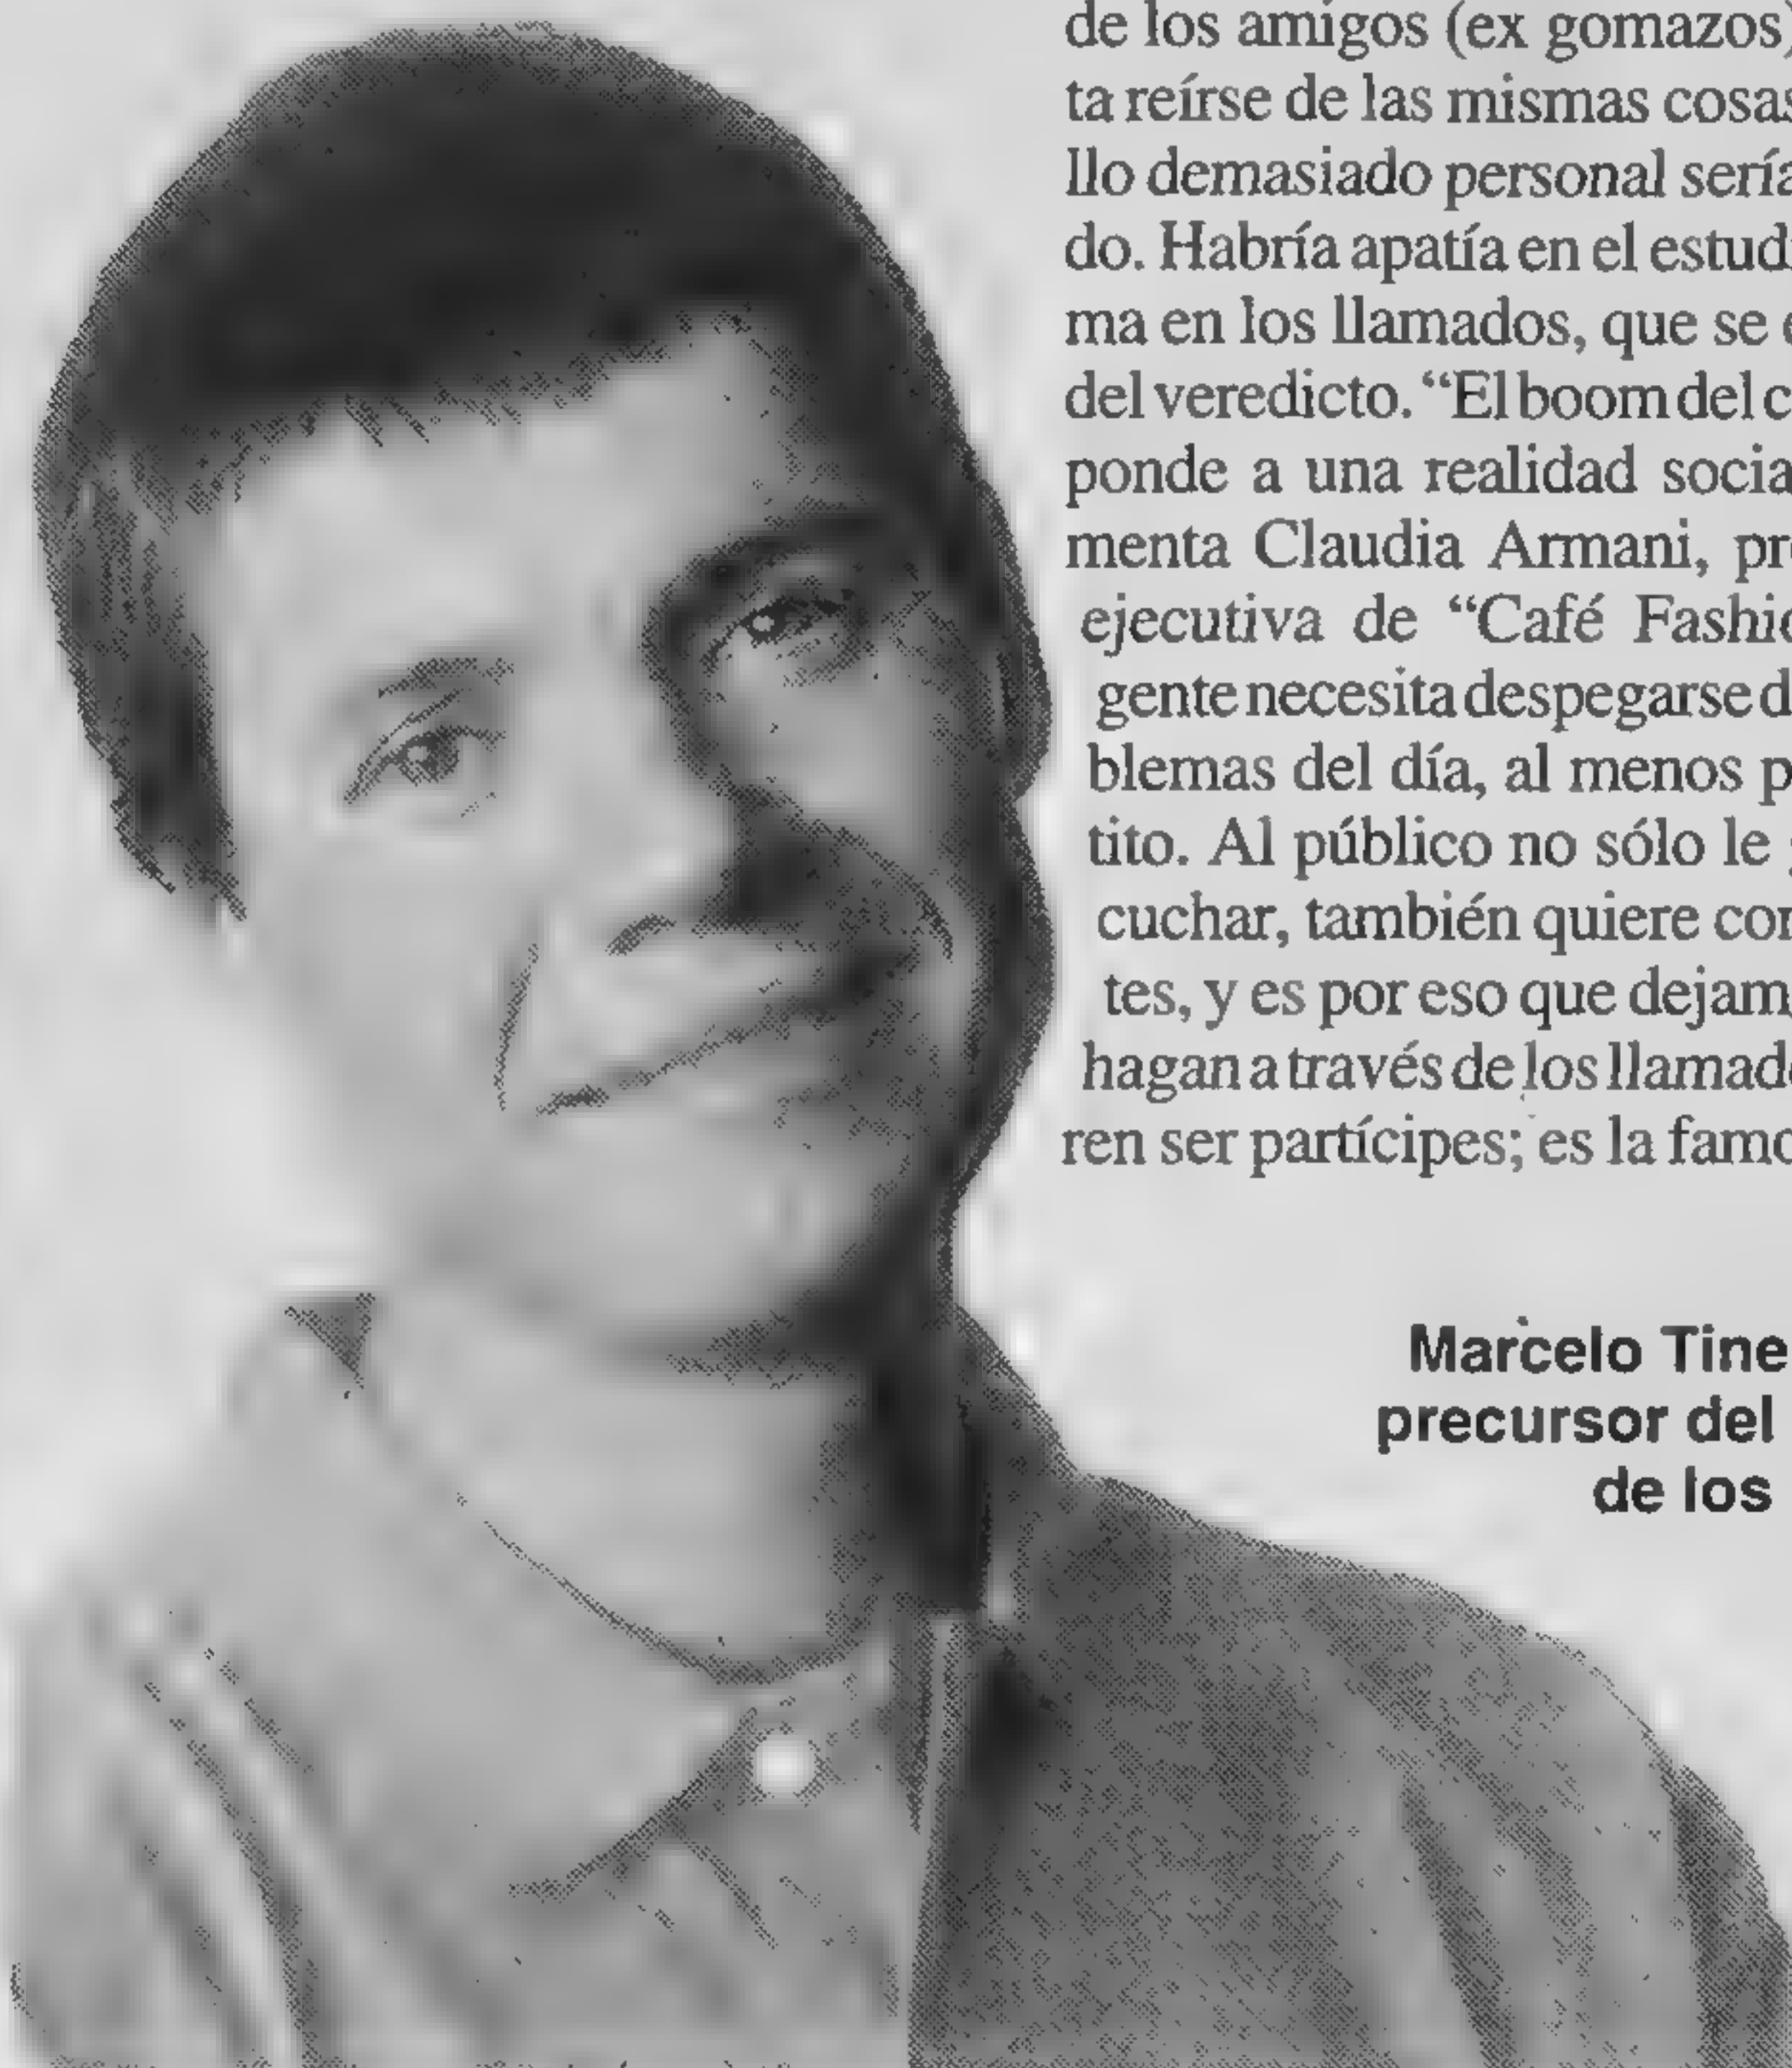 de los amigos (ex gomazos)
ta reírse de las mismas cosas
llo demasiado personal sería
do. Habría apatía en el estudi
ma en los llamados, que se
del veredicto. “El boom del c
ponde a una realidad socia
menta Claudia Armani, pr
ejecutiva de “Café Fashio
gente necesita despegarse d
blemas del día, al menos p
tito. Al público no sólo le
cuchar, también quiere con
tes, y es por eso que dejam
hagan a través de los llamado
ren ser partícipes; es la famo
Marcelo Tine
precursor del
de los